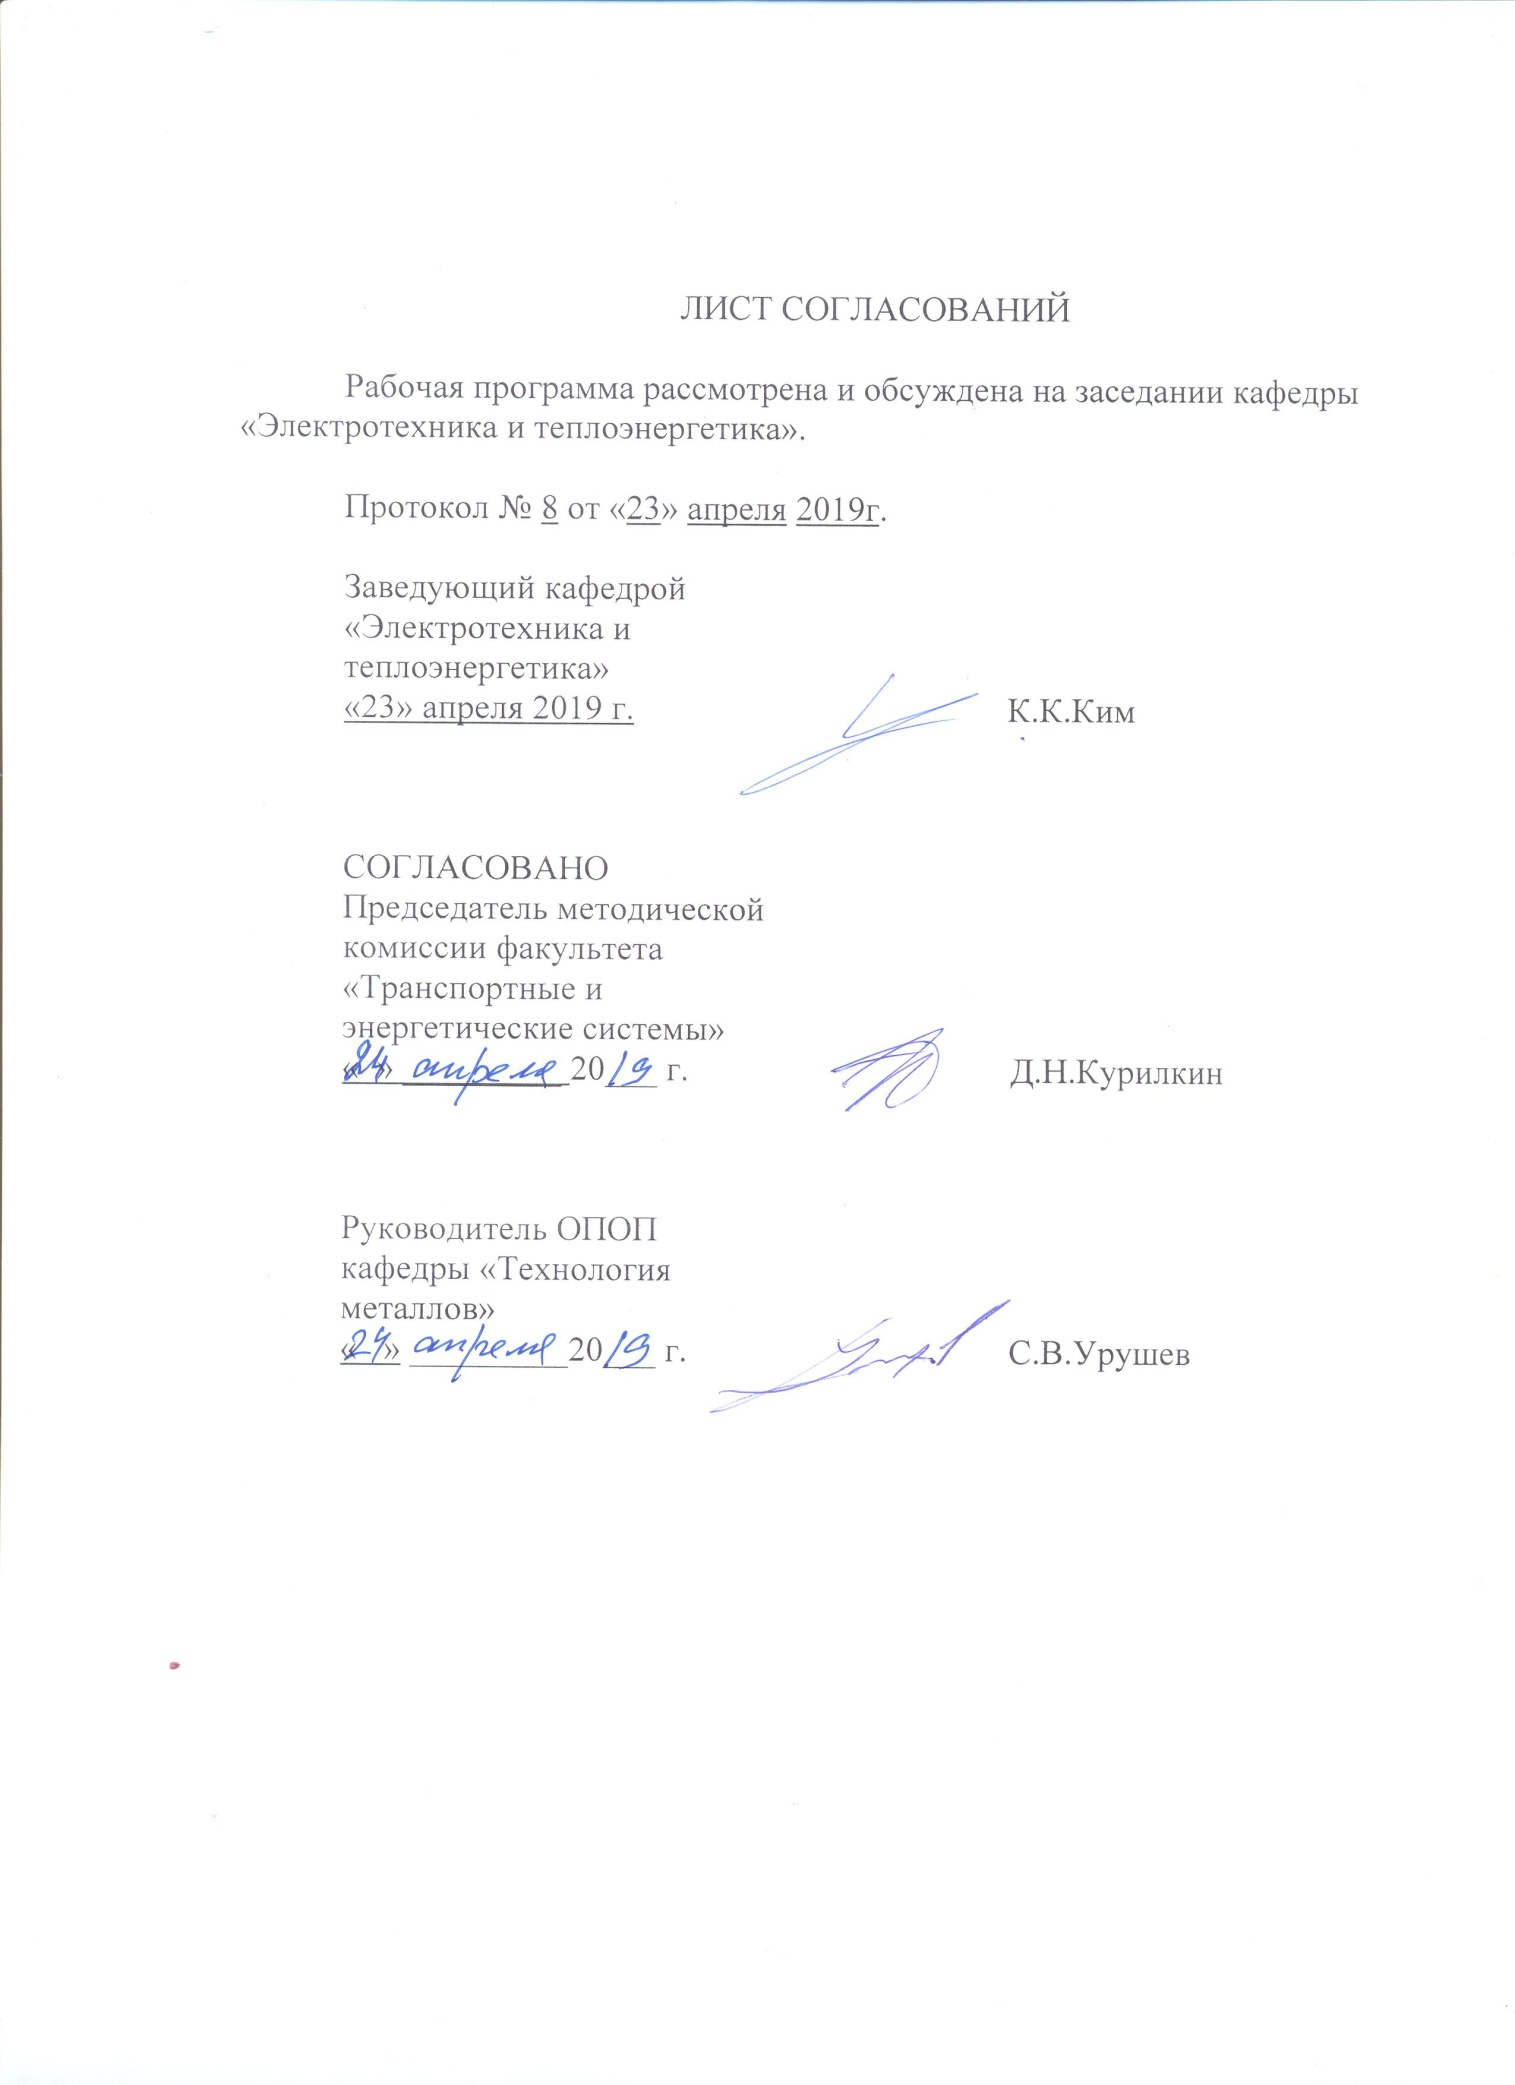 ЛИСТ СОГЛАСОВАНИЙ
Рабочая программа рассмотрена и обсуждена на заседании кафедры
«Электротехника и теплоэнергетика».
Протокол № 8 от «23» апреля 2019г.
Заведующий кафедрой
«Электротехника и
теплоэнергетика»
«23» апреля 2019 г. К.К.Ким
СОГЛАСОВАНО
Председатель методической
комиссии факультета
«Транспортные и
энергетические системы»
«24» апреля 2019 г. Д.Н.Курилкин
Руководитель ОПОП
кафедры «Технология
металлов»
«24» апреля 2019 г. С.В.Урушев